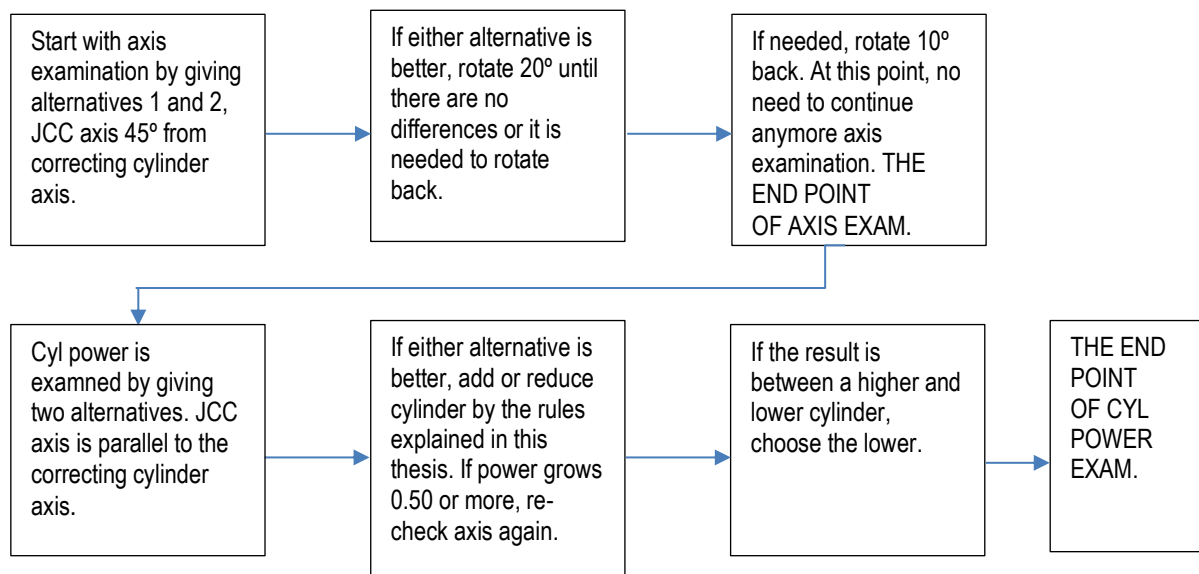 Start with axis
examination by giving
alternatives 1 and 2,
JCC axis 45º from
correcting cylinder
axis.
If either alternative is
better, rotate 20º until
there are no
differences or it is
needed to rotate
back.
If needed, rotate 10º
back. At this point, no
need to continue
anymore axis
examination. THE
END POINT
OF AXIS EXAM.
Cyl power is
examned by giving
two alternatives. JCC
axis is parallel to the
correcting cylinder
axis.
If either alternative is
better, add or reduce
cylinder by the rules
explained in this
thesis. If power grows
0.50 or more, re-
check axis again.
If the result is
between a higher and
lower cylinder,
choose the lower.
THE END
POINT
OF CYL
POWER
EXAM.